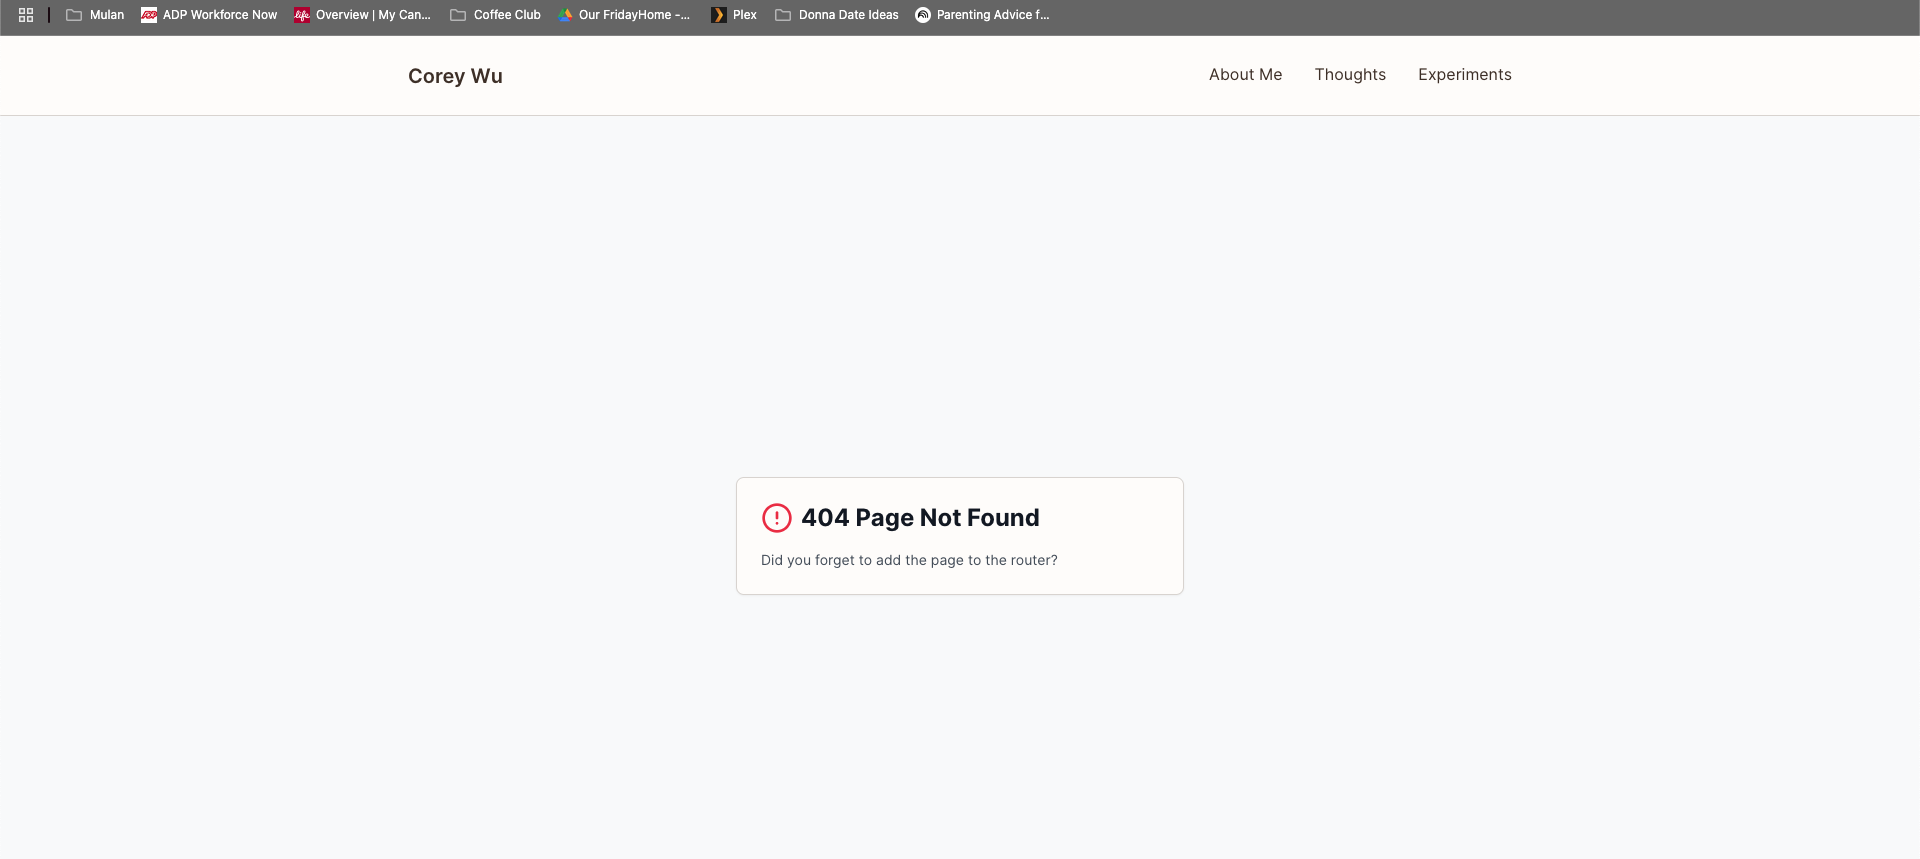 Mulan ADP Workforce Now Overview | My Can... Coffee Club Our FridayHome -... Plex Donna Date Ideas Parenting Advice f...
Corey Wu About Me Thoughts Experiments
404 Page Not Found
Did you forget to add the page to the router?